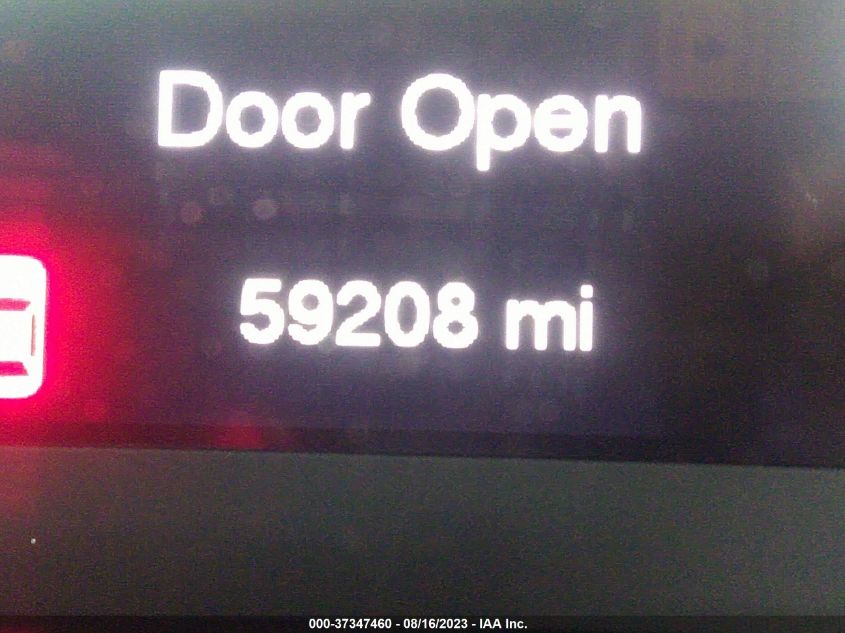 Door Open
59208 mi
000-37347460 - 08/16/2023 - IAA Inc.